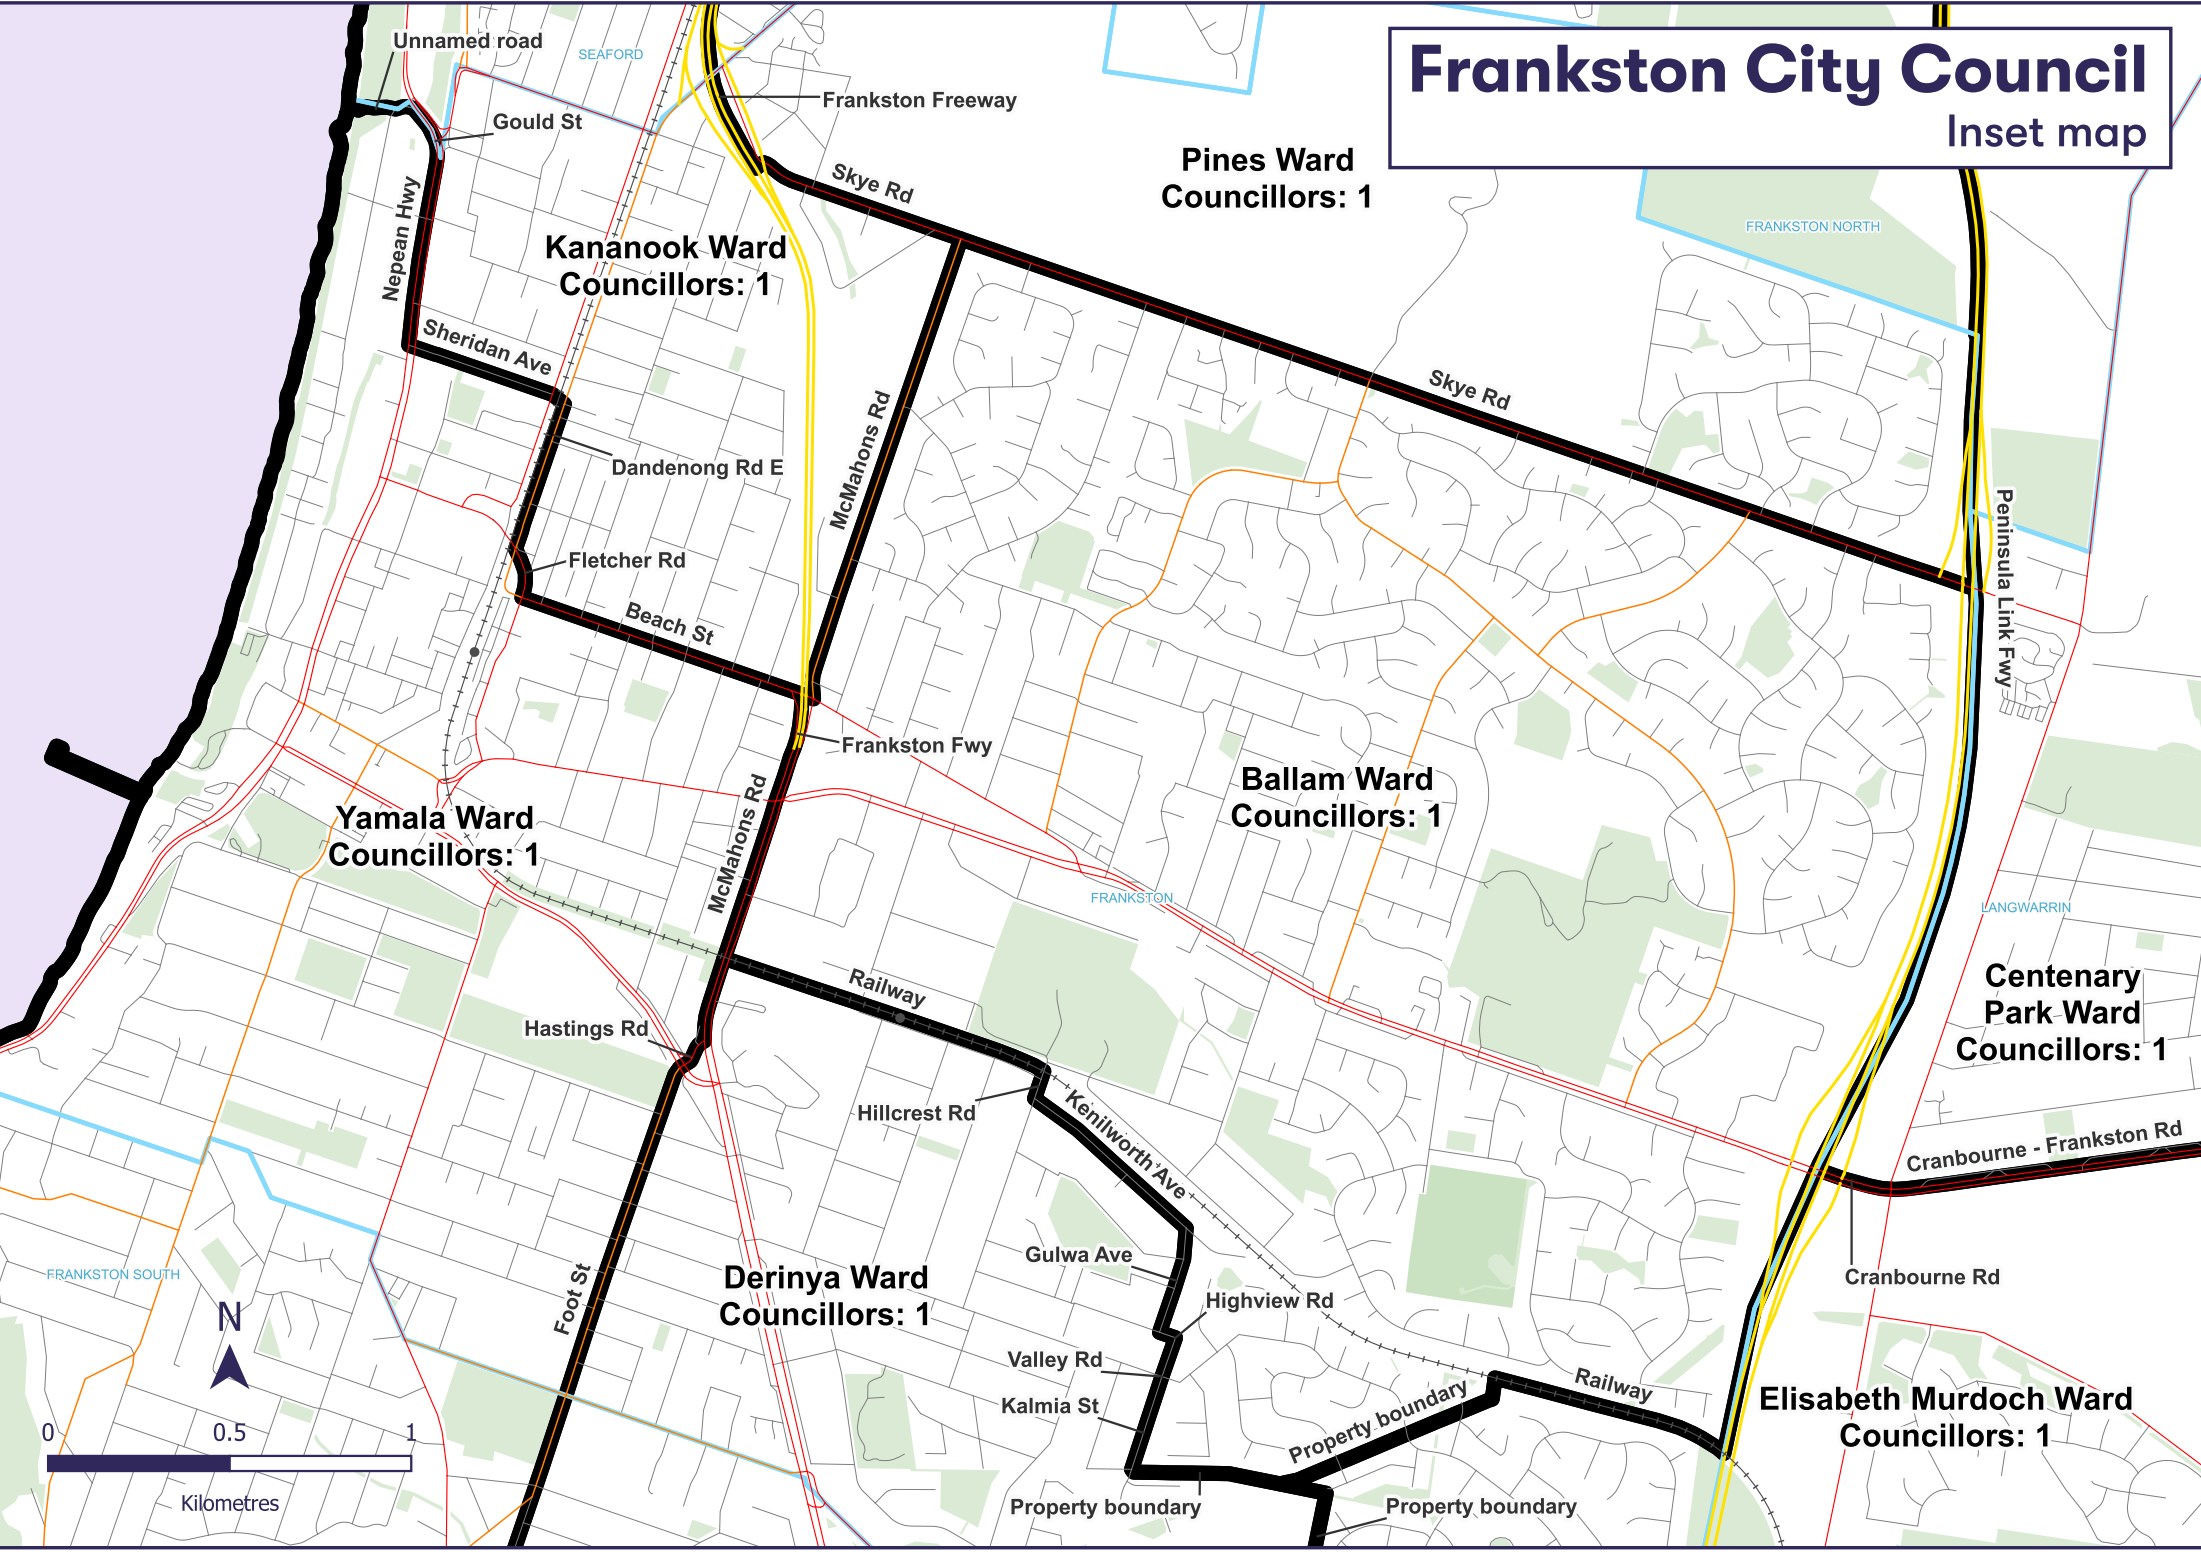 Frankston City Council
Inset map
Unnamed road
SEAFORD
Frankston Freeway
Gould St
Pines Ward
Councillors: 1
Skye Rd
Nepean Hwy
FRANKSTON NORTH
Kananook Ward
Councillors: 1
Sheridan Ave
Skye Rd
McMahons Rd
Dandenong Rd E
Peninsula Link Fwy
Fletcher Rd
Beach St
Frankston Fwy
Ballam Ward
Councillors: 1
McMahons Rd
Yamala Ward
Councillors: 1
FRANKSTON
LANGWARRIN
Centenary
Park Ward
Councillors: 1
Railway
Hastings Rd
Hillcrest Rd
Kenilworth Ave
Cranbourne - Frankston Rd
Gulwa Ave
FRANKSTON SOUTH
Foot St
Derinya Ward
Councillors: 1
Cranbourne Rd
Highview Rd
N
Valley Rd
Kalmia St
Railway
Property boundary
Elisabeth Murdoch Ward
Councillors: 1
0 0.5 1
Kilometres
Property boundary
Property boundary